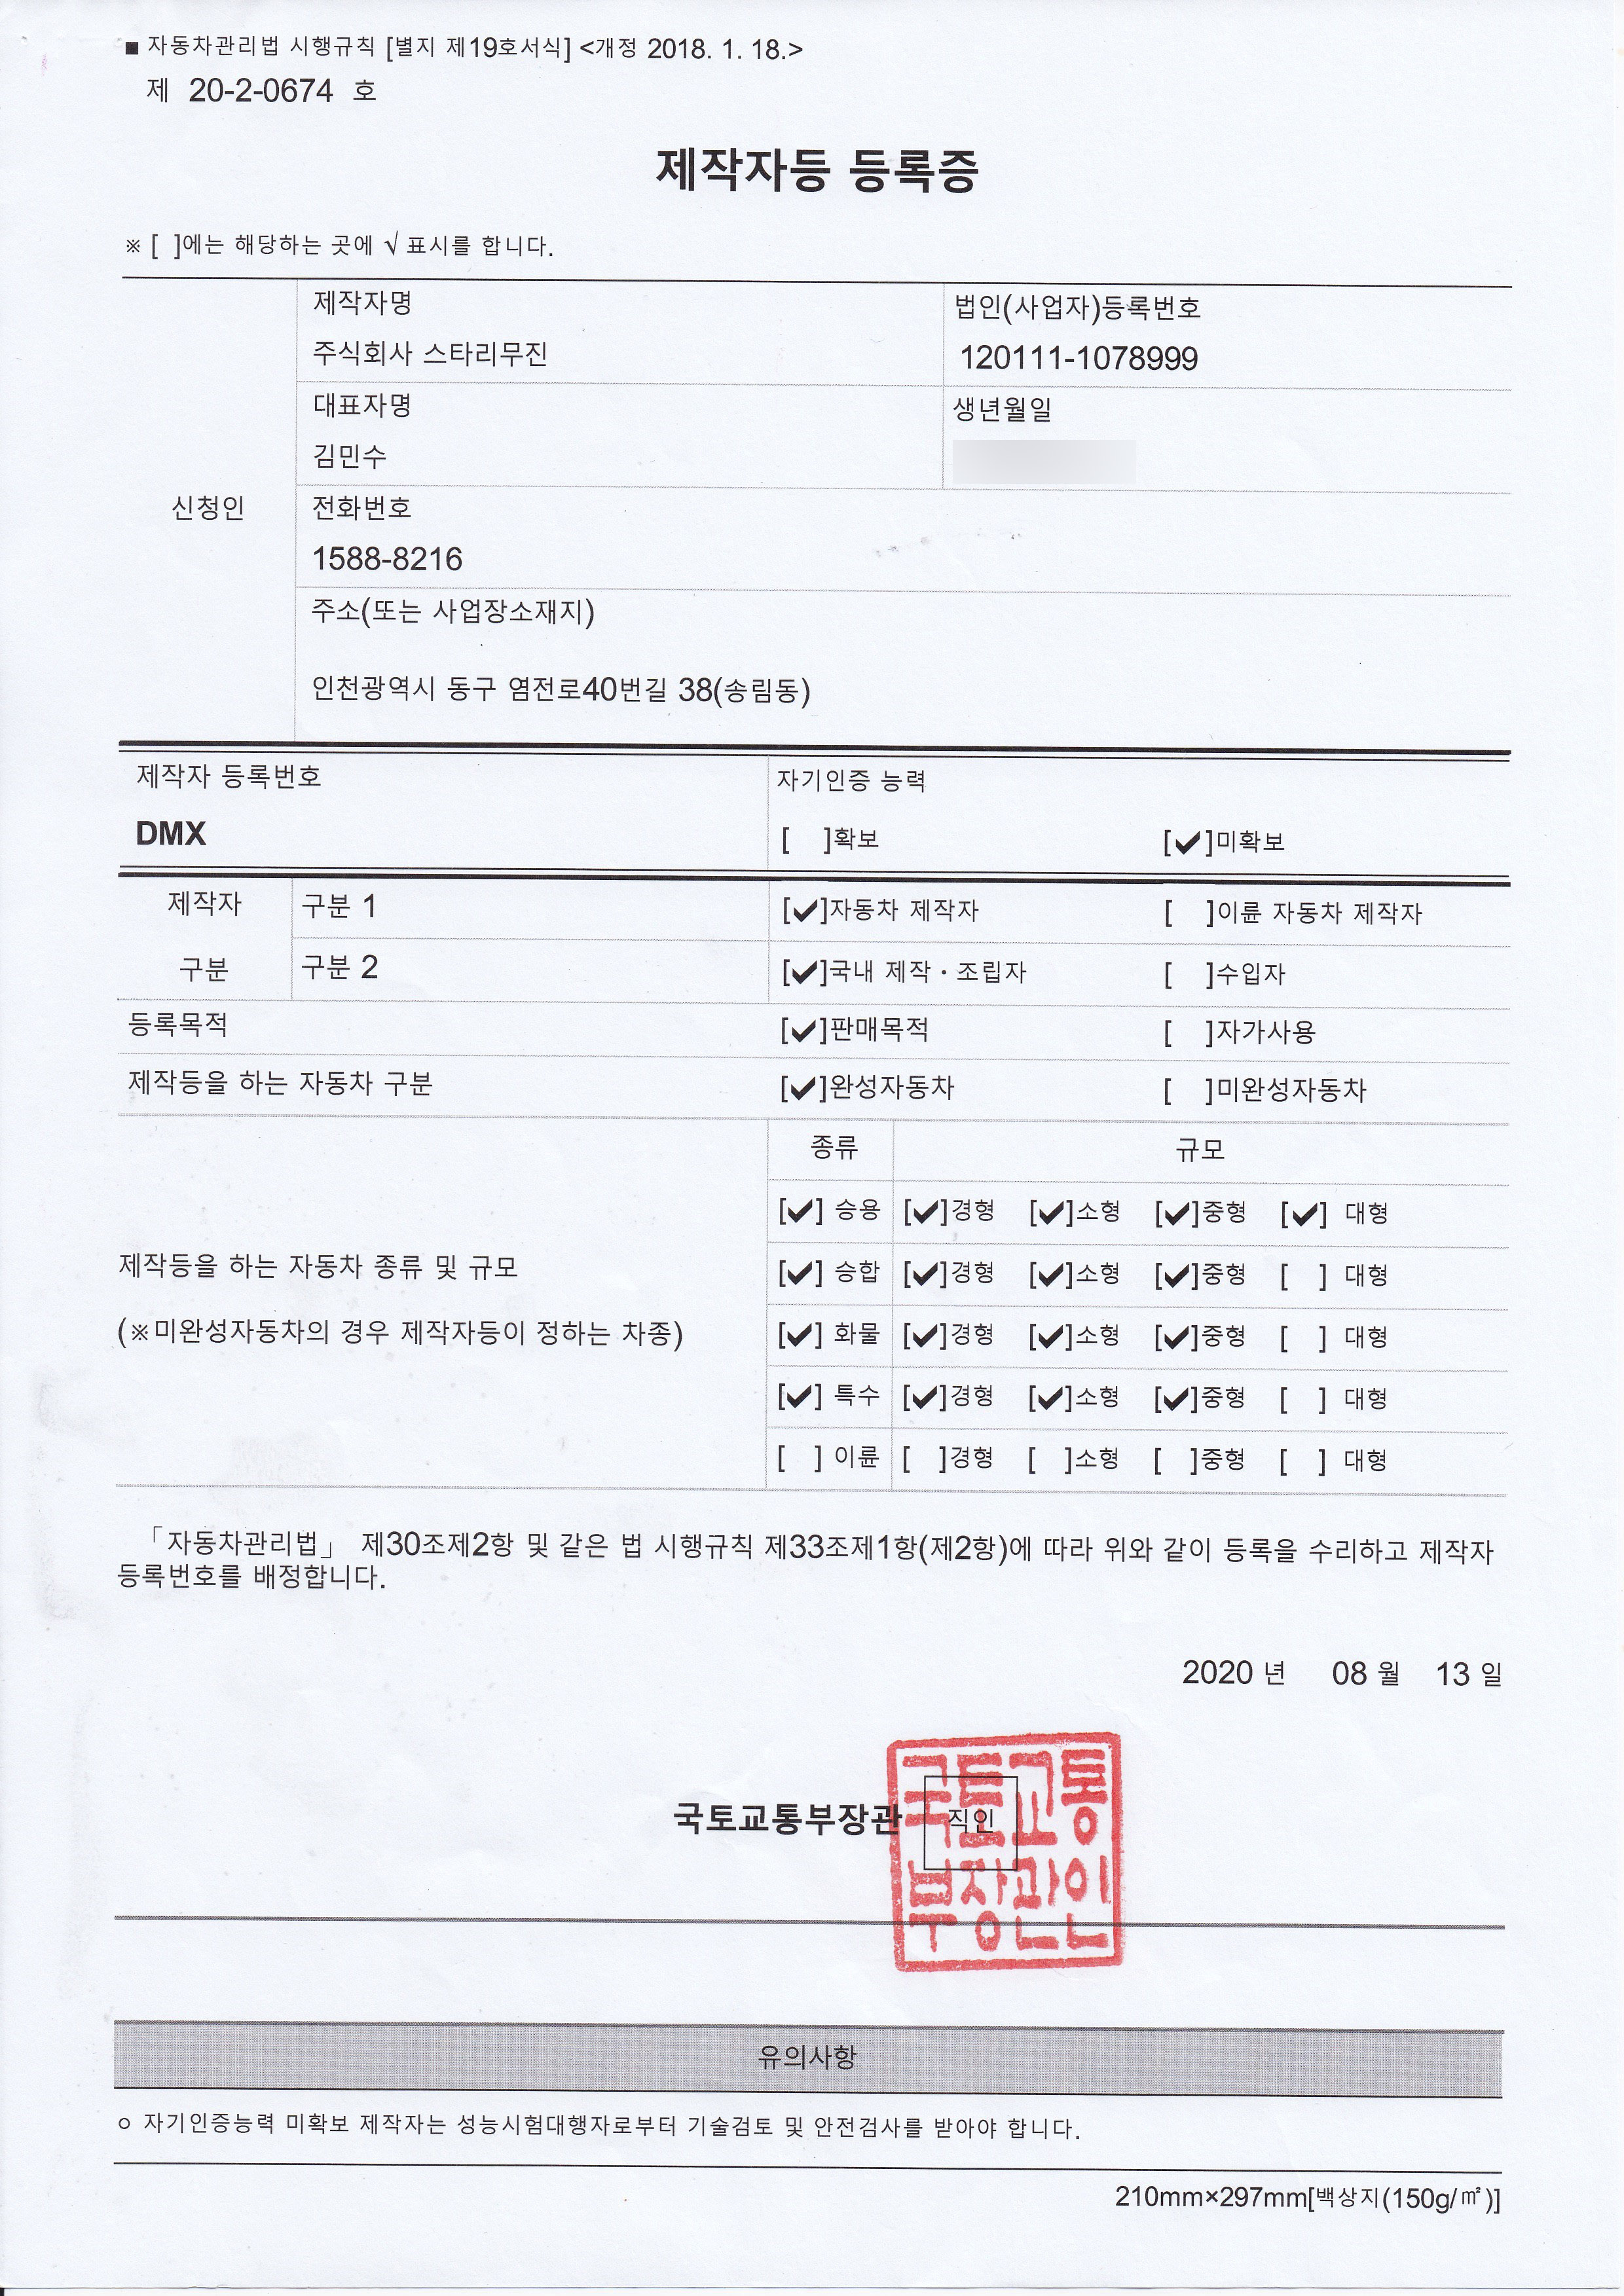 ■ 자동차관리법 시행규칙 [별지 제19호서식] <개정 2018. 1. 18.>
제 20-2-0674 호
제작자등 등록증
※ [ ]에는 해당하는 곳에 √ 표시를 합니다.
신청인
제작자명
주식회사 스타리무진
법인(사업자)등록번호
120111-1078999
대표자명
김민수
생년월일
전화번호
1588-8216
주소(또는 사업장소재지)
인천광역시 동구 염전로40번길 38(송림동)
제작자 등록번호
DMX
자기인증 능력
[ ]확보 [✔]미확보
제작자 구분
구분 1 [✔]자동차 제작자 [ ]이륜 자동차 제작자
구분 2 [✔]국내 제작·조립자 [ ]수입자
등록목적 [✔]판매목적 [ ]자가사용
제작등을 하는 자동차 구분 [✔]완성자동차 [ ]미완성자동차
제작등을 하는 자동차 종류 및 규모
(※미완성자동차의 경우 제작자등이 정하는 차종)
종류 규모
[✔] 승용 [✔]경형 [✔]소형 [✔]중형 [✔] 대형
[✔] 승합 [✔]경형 [✔]소형 [✔]중형 [ ] 대형
[✔] 화물 [✔]경형 [✔]소형 [✔]중형 [ ] 대형
[✔] 특수 [✔]경형 [✔]소형 [✔]중형 [ ] 대형
[ ] 이륜 [ ]경형 [ ]소형 [ ]중형 [ ] 대형
「자동차관리법」 제30조제2항 및 같은 법 시행규칙 제33조제1항(제2항)에 따라 위와 같이 등록을 수리하고 제작자
등록번호를 배정합니다.
2020 년 08 월 13 일
국토교통부장관 직인
국토교통
부장관인
유의사항
○ 자기인증능력 미확보 제작자는 성능시험대행자로부터 기술검토 및 안전검사를 받아야 합니다.
210mm×297mm[백상지(150g/㎡)]